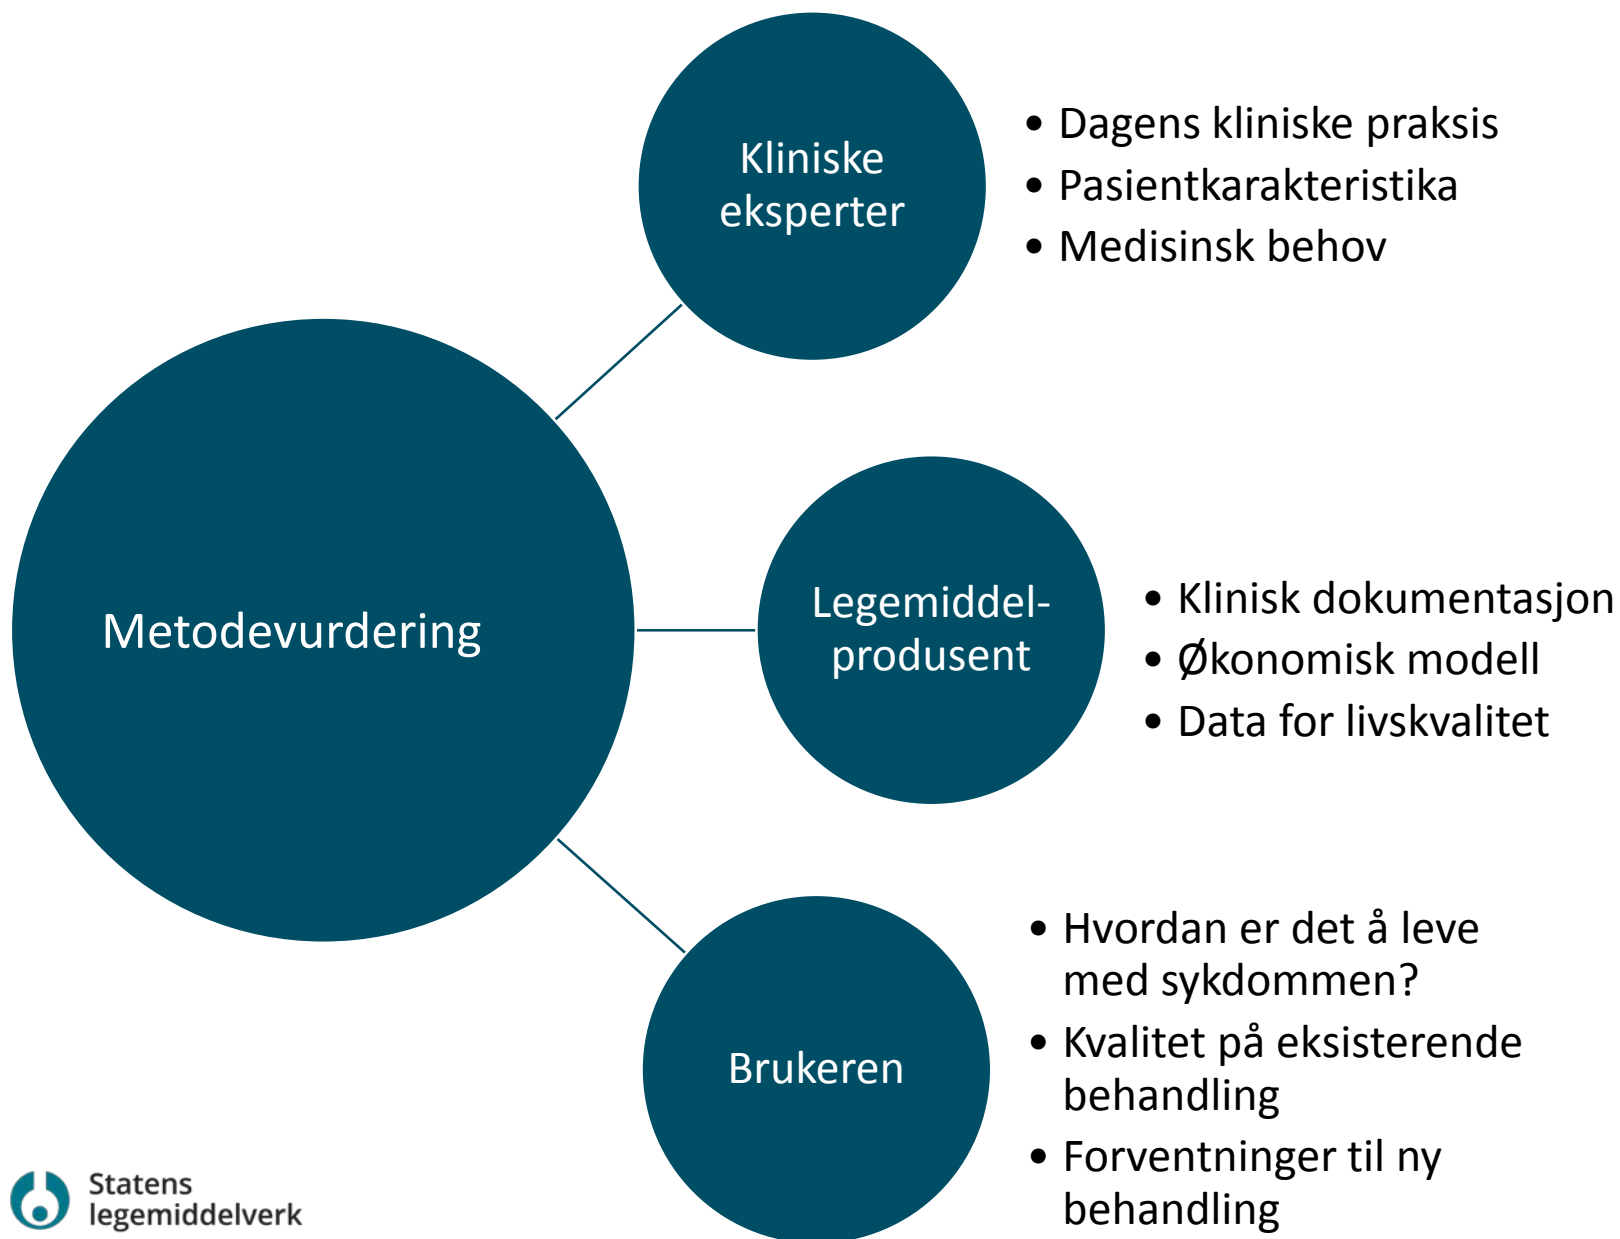 Kliniske
eksperter
• Dagens kliniske praksis
• Pasientkarakteristika
• Medisinsk behov
Metodevurdering
Legemiddel-
produsent
• Klinisk dokumentasjon
• Økonomisk modell
• Data for livskvalitet
Brukeren
• Hvordan er det å leve
med sykdommen?
• Kvalitet på eksisterende
behandling
• Forventninger til ny
behandling
Statens
legemiddelverk